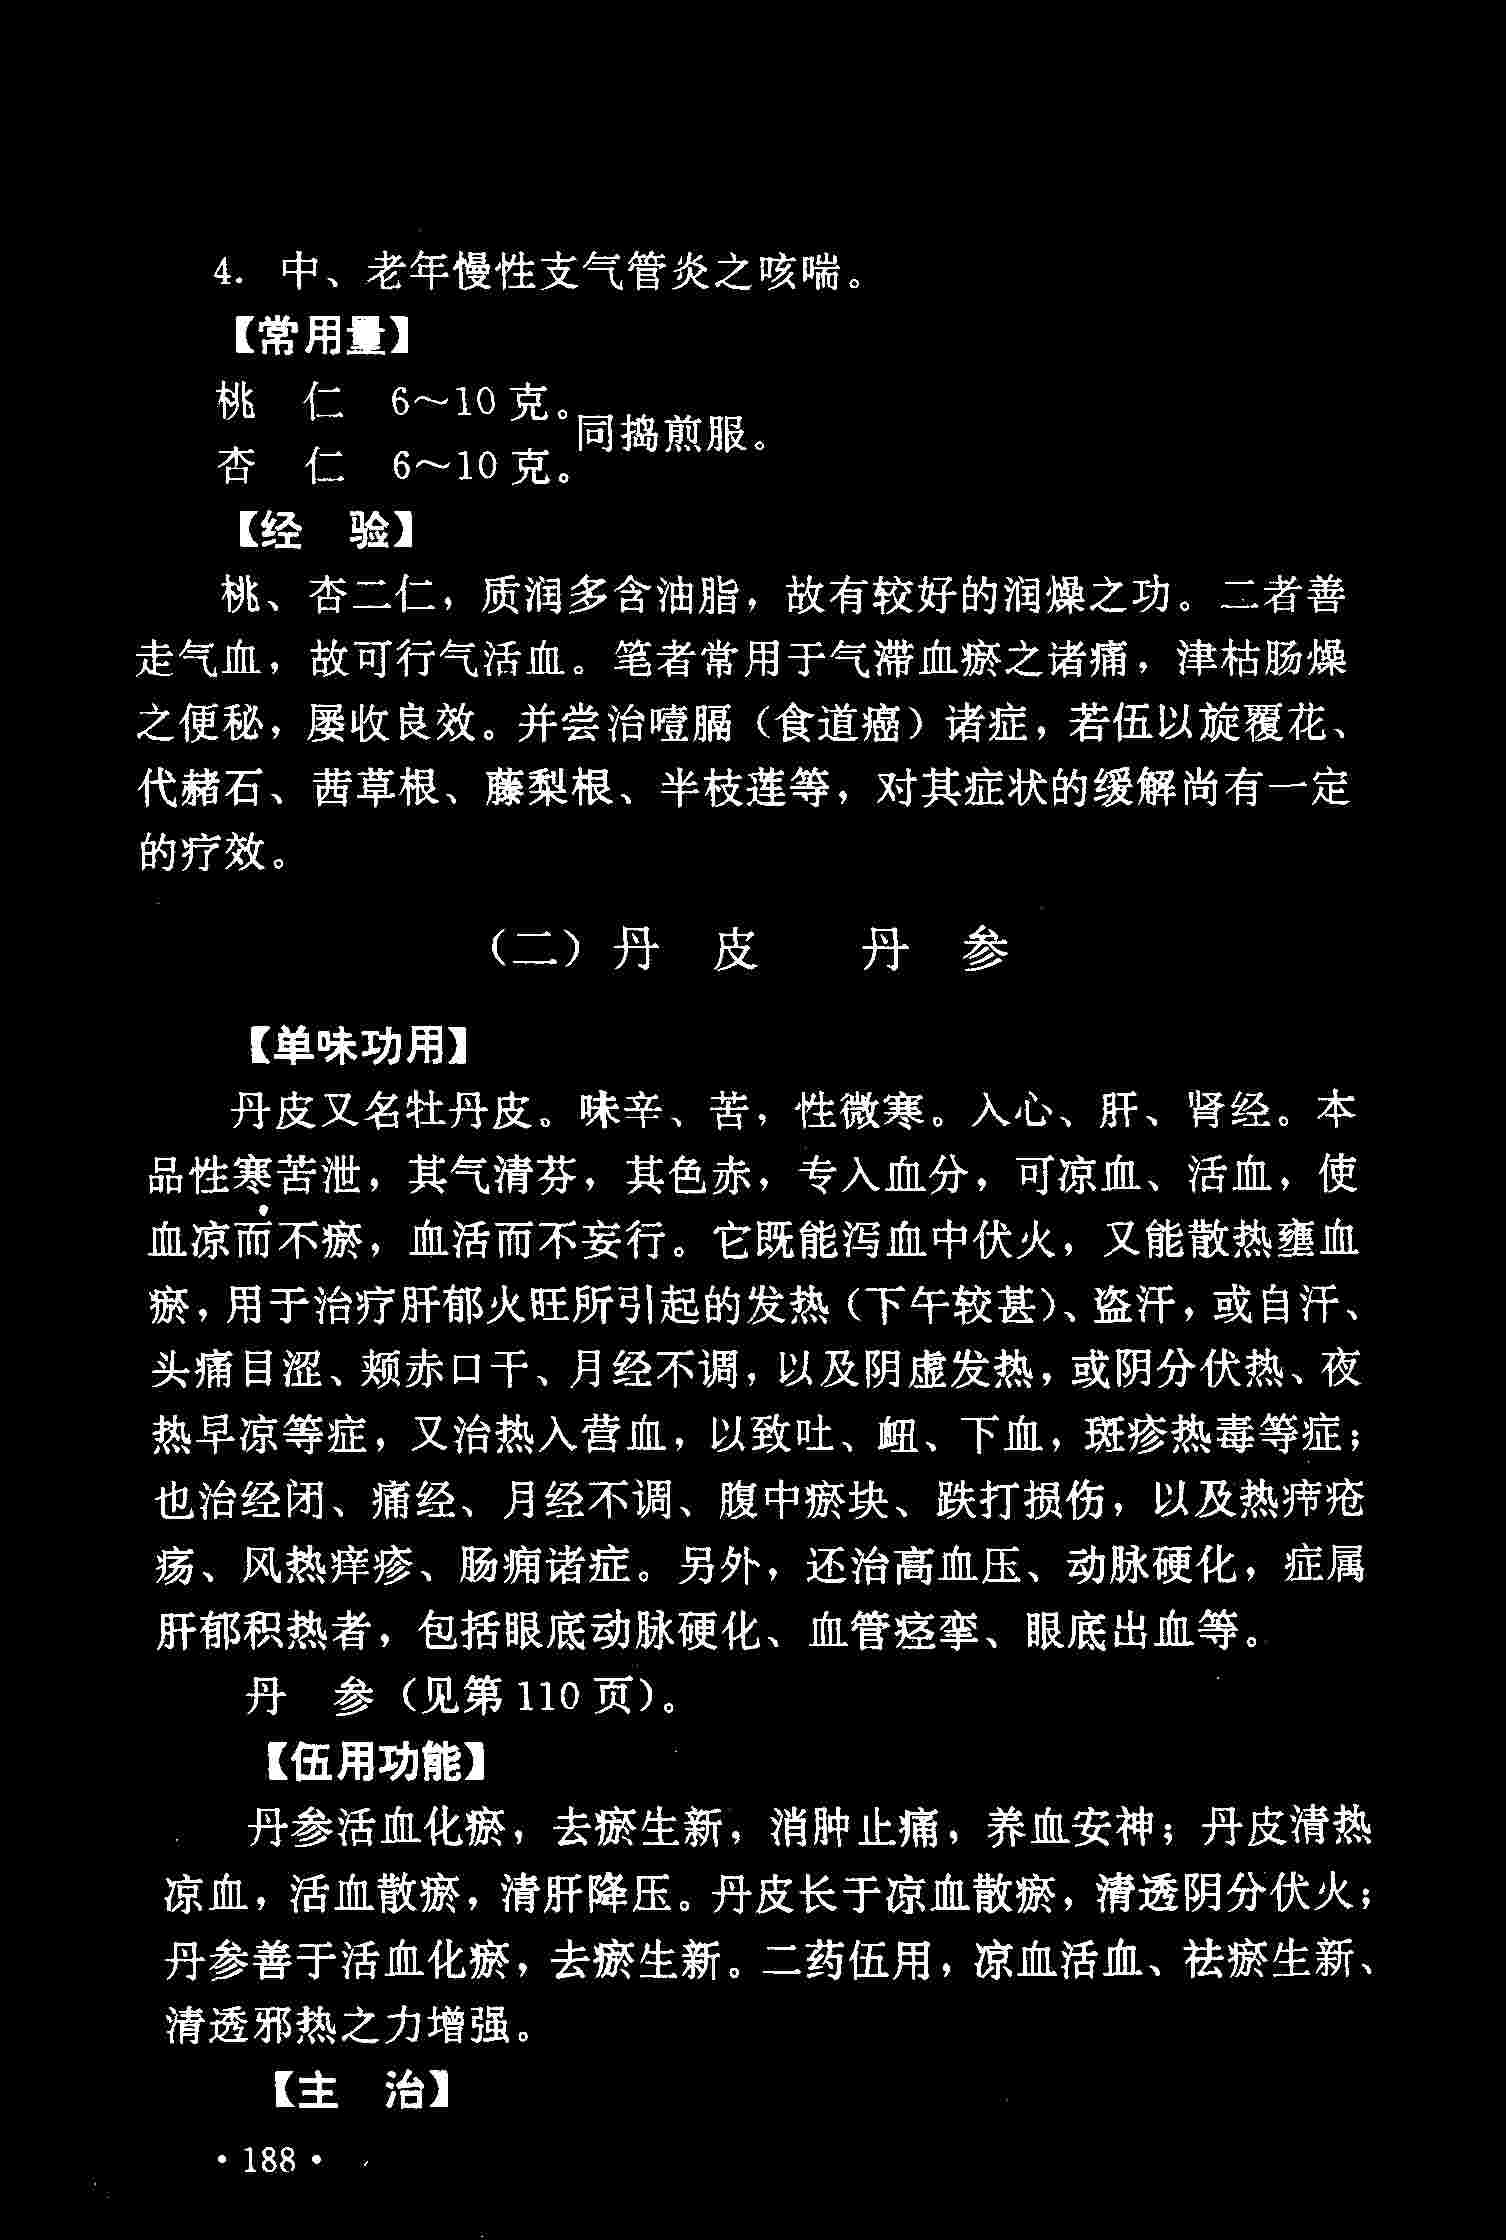 4. 中、老年慢性支气管炎之咳喘。
【常用量】
桃 仁 6～10 克。
同捣煎服。
杏 仁 6～10 克。
【经 验】
桃、杏二仁，质润多含油脂，故有较好的润燥之功。二者善
走气血，故可行气活血。笔者常用于气滞血瘀之诸痛，津枯肠燥
之便秘，屡收良效。并尝治噎膈（食道癌）诸症，若伍以旋覆花、
代赭石、茜草根、藤梨根、半枝莲等，对其症状的缓解尚有一定
的疗效。
（二）丹 皮 丹 参
【单味功用】
丹皮又名牡丹皮。味辛、苦，性微寒。入心、肝、肾经。本
品性寒苦泄，其气清芬，其色赤，专入血分，可凉血、活血，使
血凉而不瘀，血活而不妄行。它既能泻血中伏火，又能散热壅血
瘀，用于治疗肝郁火旺所引起的发热（下午较甚）、盗汗，或自汗、
头痛目涩、颊赤口干、月经不调，以及阴虚发热，或阴分伏热、夜
热早凉等症，又治热入营血，以致吐、衄、下血，斑疹热毒等症；
也治经闭、痛经、月经不调、腹中瘀块、跌打损伤，以及热疖疮
疡、风热痒疹、肠痈诸症。另外，还治高血压、动脉硬化，症属
肝郁积热者，包括眼底动脉硬化、血管痉挛、眼底出血等。
丹 参（见第 110 页）。
【伍用功能】
丹参活血化瘀，去瘀生新，消肿止痛，养血安神；丹皮清热
凉血，活血散瘀，清肝降压。丹皮长于凉血散瘀，清透阴分伏火；
丹参善于活血化瘀，去瘀生新。二药伍用，凉血活血、祛瘀生新、
清透邪热之力增强。
【主 治】
·188·